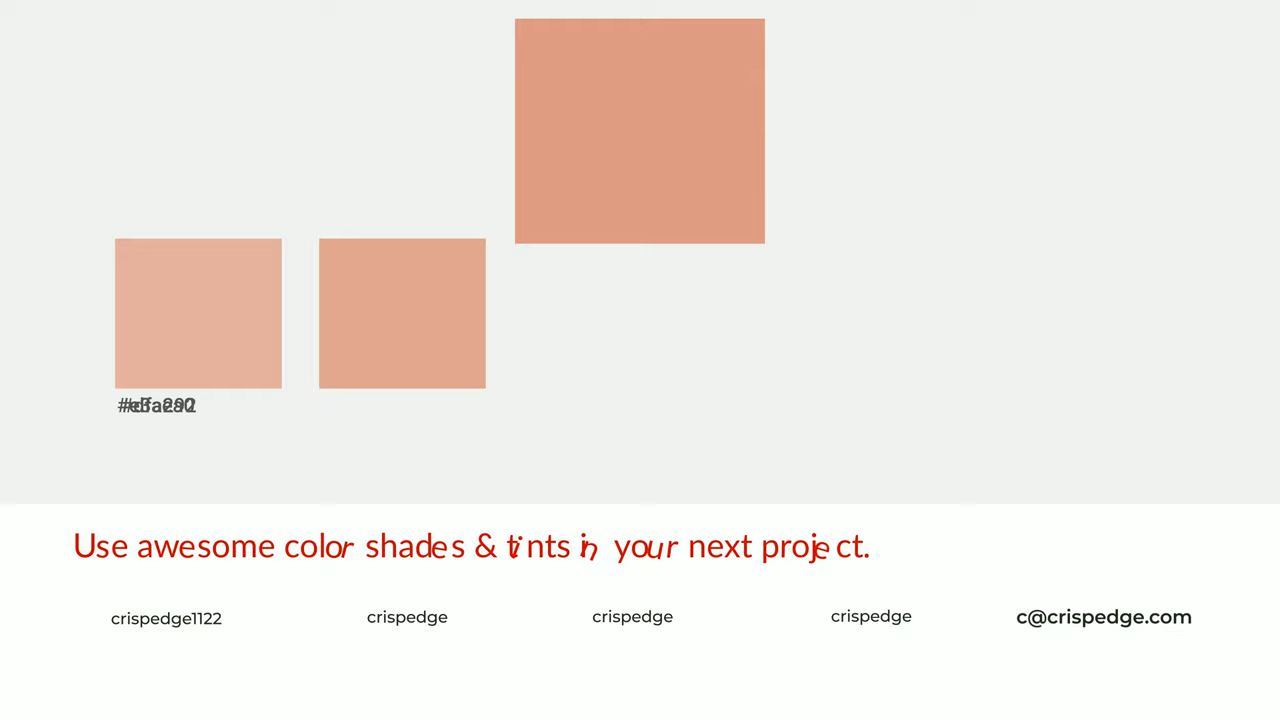 Use awesome color shades & tints in your next project.
crispedge1122 crispedge crispedge crispedge c@crispedge.com